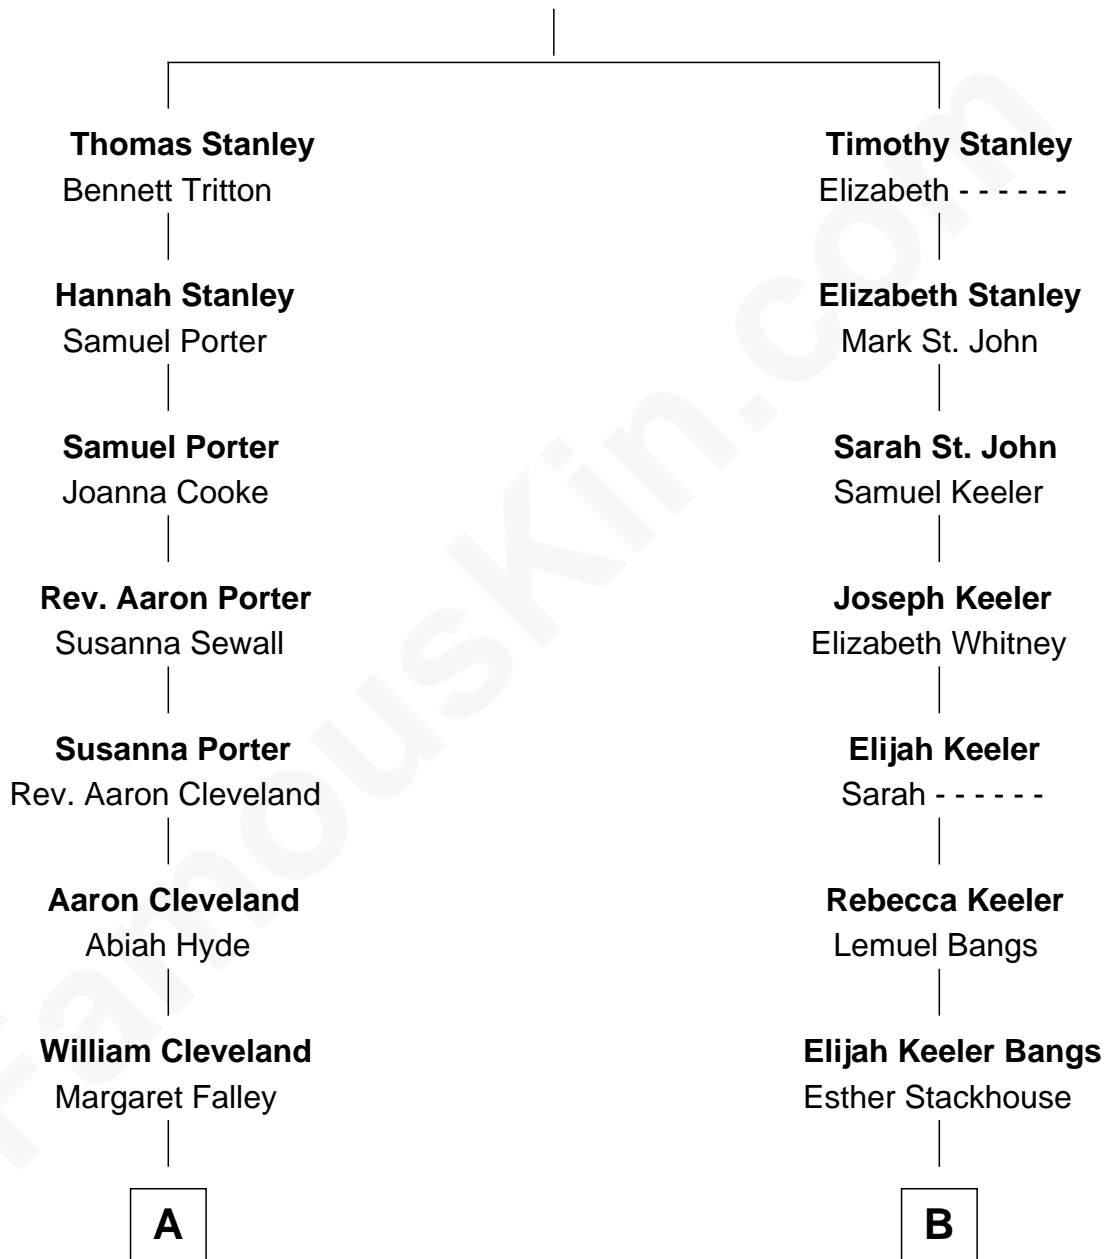 Thomas Stanley
Bennett Tritton
Timothy Stanley
Elizabeth - - - - - -
Hannah Stanley
Samuel Porter
Elizabeth Stanley
Mark St. John
Samuel Porter
Joanna Cooke
Sarah St. John
Samuel Keeler
Rev. Aaron Porter
Susanna Sewall
Joseph Keeler
Elizabeth Whitney
Susanna Porter
Rev. Aaron Cleveland
Elijah Keeler
Sarah - - - - - -
Aaron Cleveland
Abiah Hyde
Rebecca Keeler
Lemuel Bangs
William Cleveland
Margaret Falley
Elijah Keeler Bangs
Esther Stackhouse
A
B
FamousKin.com